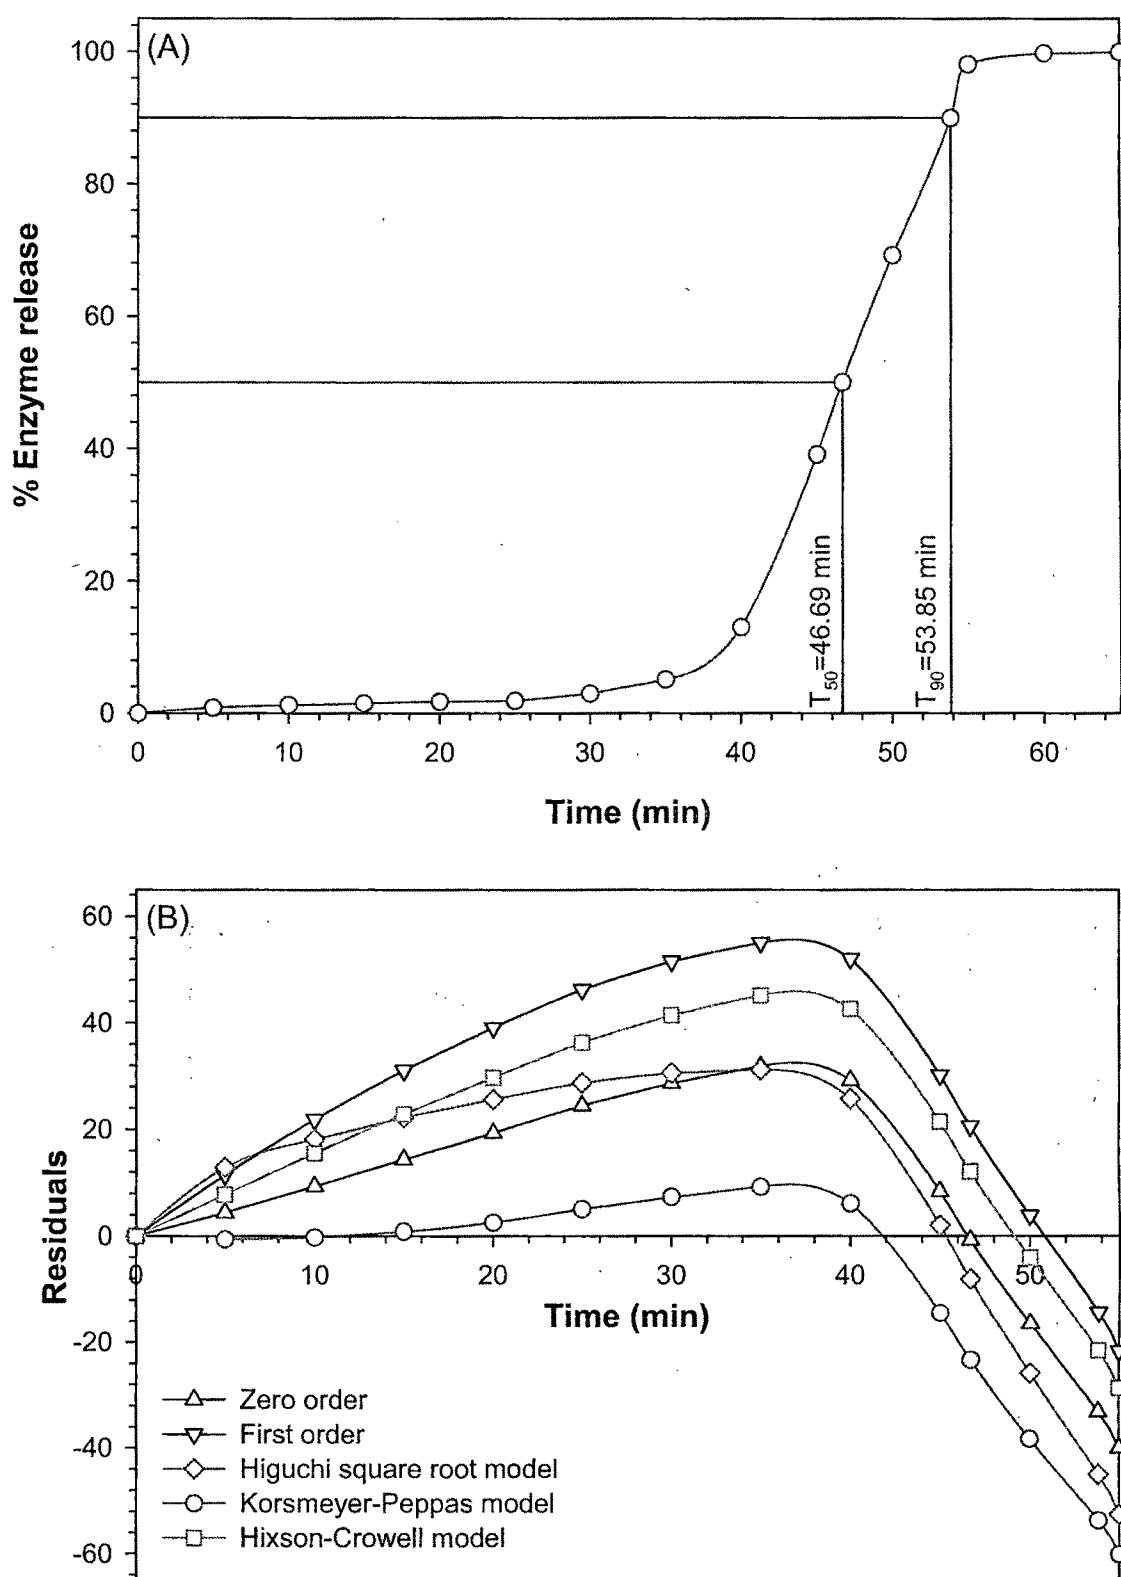 (A)
100
80
60
40
20
0
% Enzyme release
T50=46.69 min
T90=53.85 min
0 10 20 30 40 50 60
Time (min)
(B)
60
40
20
0
-20
-40
-60
Residuals
0 10 20 30 40 50
Time (min)
Zero order
First order
Higuchi square root model
Korsmeyer-Peppas model
Hixson-Crowell model